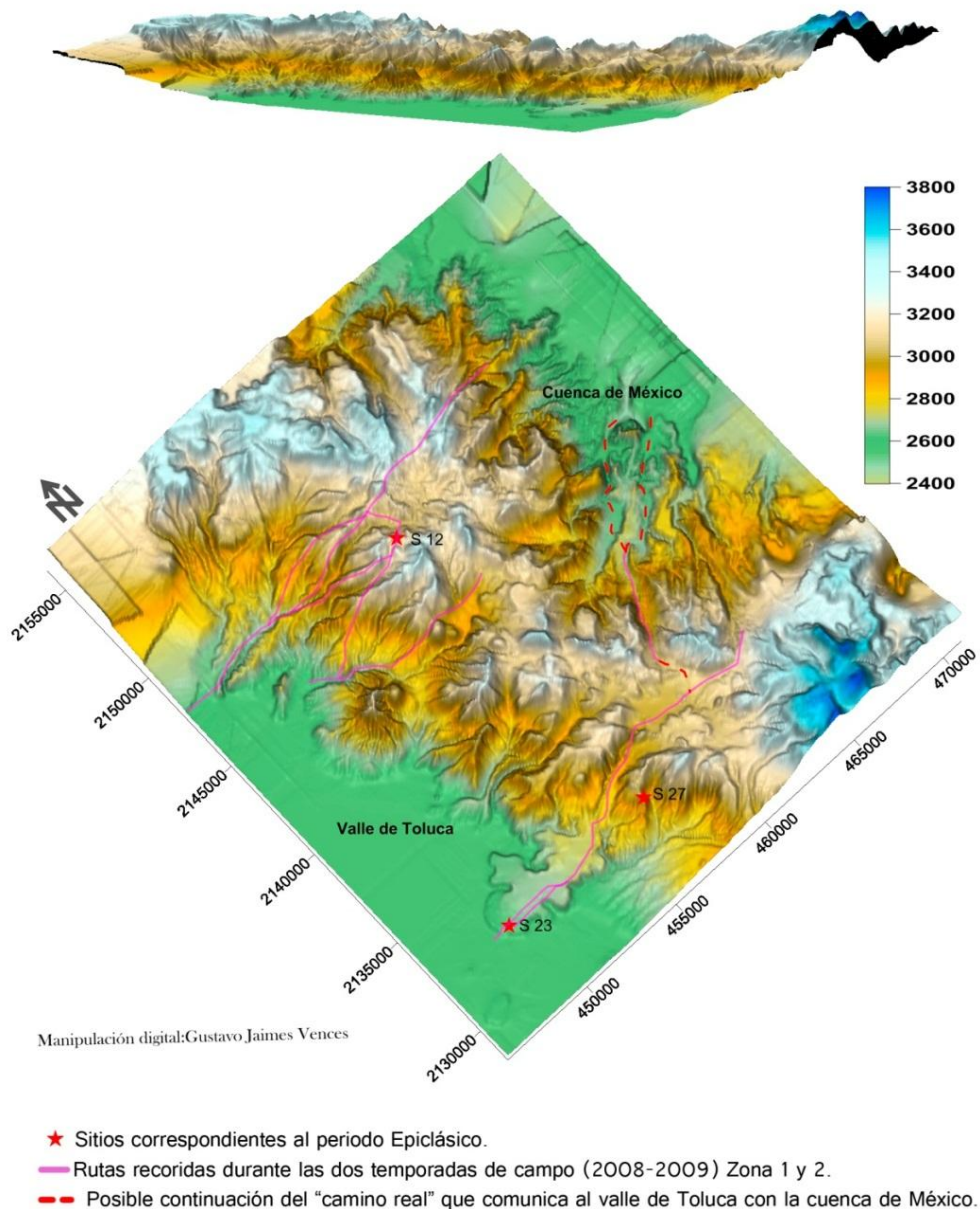 3800
3600
3400
3200
3000
2800
2600
2400
Cuenca de México
N
S 12
2155000
2150000
2145000
2140000
2135000
2130000
470000
465000
460000
455000
450000
S 27
Valle de Toluca
S 23
Manipulación digital:Gustavo Jaimes Vences
Sitios correspondientes al periodo Epiclásico.
Rutas recoridas durante las dos temporadas de campo (2008-2009) Zona 1 y 2.
Posible continuación del "camino real" que comunica al valle de Toluca con la cuenca de México.